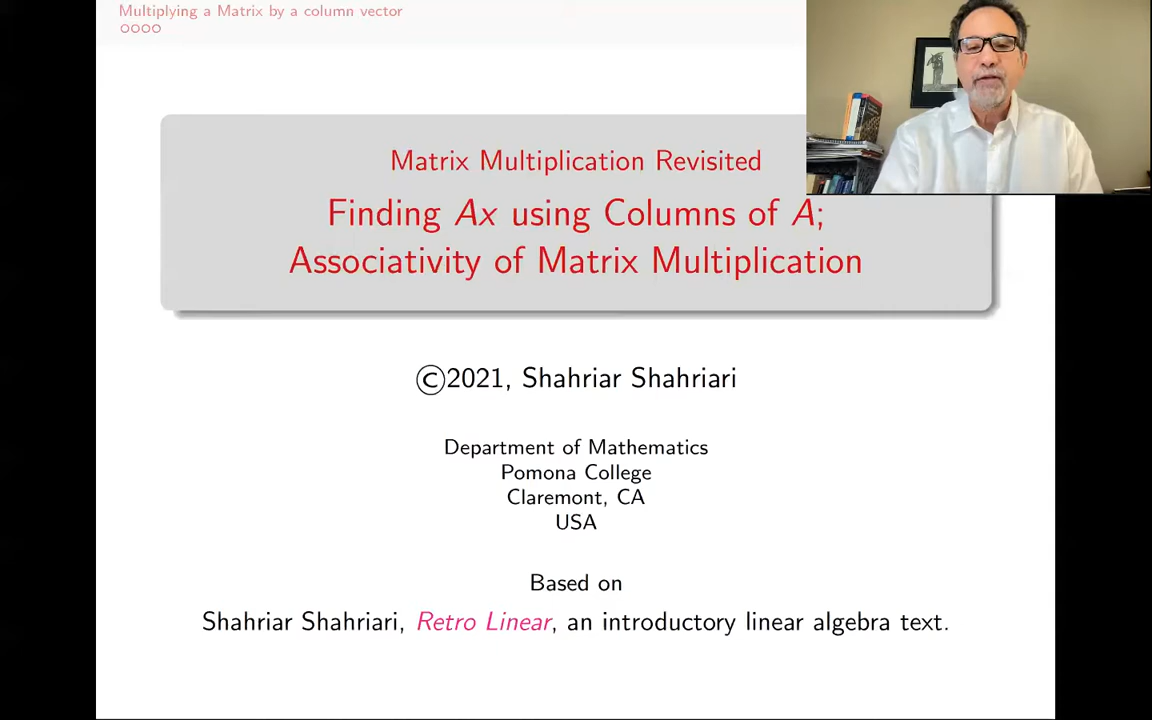 Multiplying a Matrix by a column vector
Matrix Multiplication Revisited
Finding Ax using Columns of A;
Associativity of Matrix Multiplication
©2021, Shahriar Shahriari
Department of Mathematics
Pomona College
Claremont, CA
USA
Based on
Shahriar Shahriari, Retro Linear, an introductory linear algebra text.